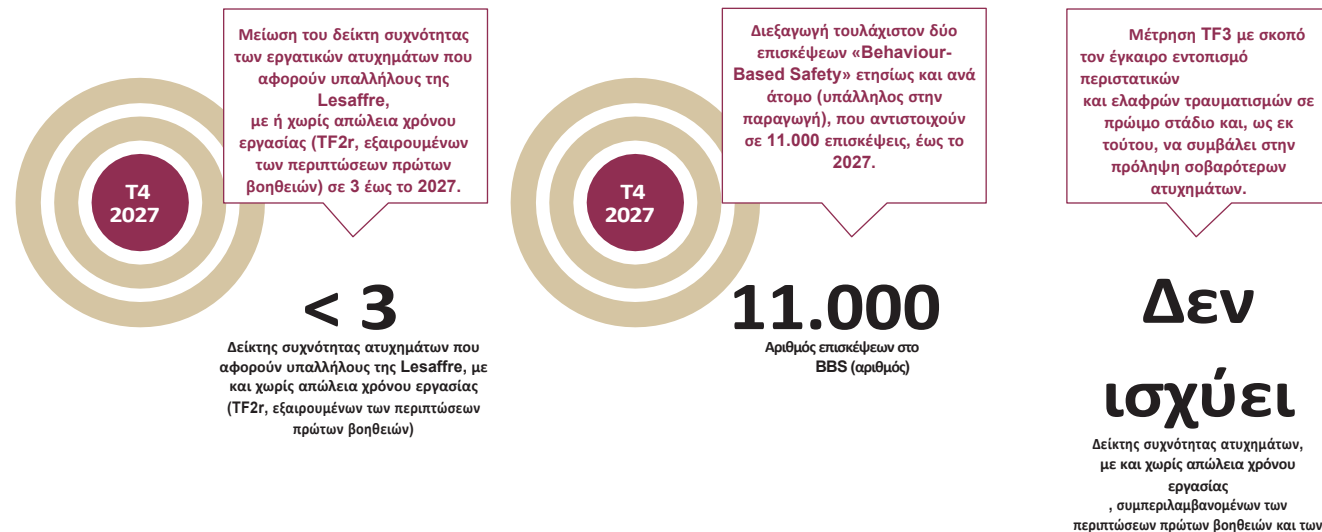 Μείωση του δείκτη συχνότητας
των εργατικών ατυχημάτων που
αφορούν υπαλλήλους της
Lesaffre,
με ή χωρίς απώλεια χρόνου
εργασίας (TF2r, εξαιρουμένων
των περιπτώσεων πρώτων
βοηθειών) σε 3 έως το 2027.
T4
2027
< 3
Δείκτης συχνότητας ατυχημάτων που
αφορούν υπαλλήλους της Lesaffre, με
και χωρίς απώλεια χρόνου εργασίας
(TF2r, εξαιρουμένων των περιπτώσεων
πρώτων βοηθειών)
Διεξαγωγή τουλάχιστον δύο
επισκέψεων «Behaviour-
Based Safety» ετησίως και ανά
άτομο (υπάλληλος στην
παραγωγή), που αντιστοιχούν
σε 11.000 επισκέψεις, έως το
2027.
T4
2027
11.000
Αριθμός επισκέψεων στο
BBS (αριθμός)
Μέτρηση TF3 με σκοπό
τον έγκαιρο εντοπισμό
περιστατικών
και ελαφρών τραυματισμών σε
πρώιμο στάδιο και, ως εκ
τούτου, να συμβάλει στην
πρόληψη σοβαρότερων
ατυχημάτων.
Δεν
ισχύει
Δείκτης συχνότητας ατυχημάτων,
με και χωρίς απώλεια χρόνου
εργασίας
, συμπεριλαμβανομένων των
περιπτώσεων πρώτων βοηθειών και των